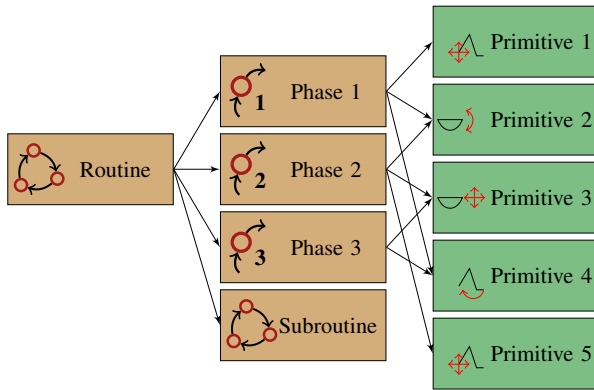 Routine
1 Phase 1
2 Phase 2
3 Phase 3
Subroutine
Primitive 1
Primitive 2
Primitive 3
Primitive 4
Primitive 5